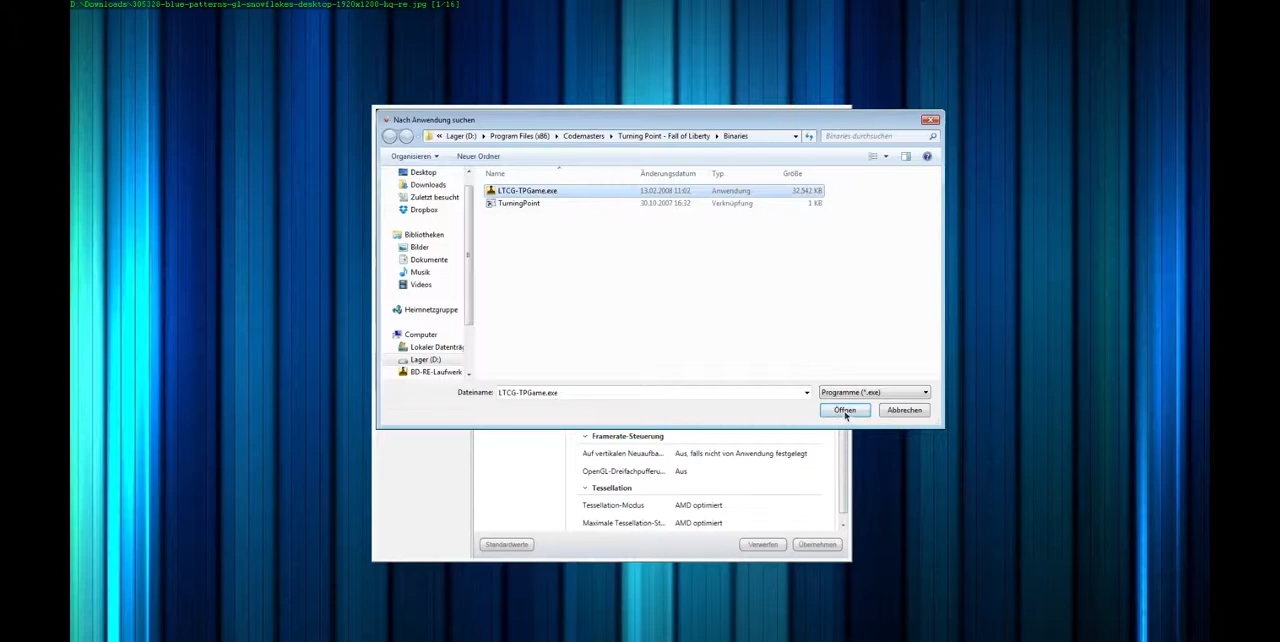 D:\Downloads\305328-blue-patterns-gl-snowflakes-desktop-1920x1200-hq-re.jpg [1/16]
Nach Anwendung suchen
« Lager (D:) ▸ Program Files (x86) ▸ Codemasters ▸ Turning Point - Fall of Liberty ▸ Binaries
Binaries durchsuchen
Organisieren Neuer Ordner
Name Änderungsdatum Typ Größe
LTCG-TPGame.exe 13.02.2008 11:02 Anwendung 32.542 KB
TurningPoint 30.10.2007 16:32 Verknüpfung 1 KB
Desktop
Downloads
Zuletzt besucht
Dropbox
Bibliotheken
Bilder
Dokumente
Musik
Videos
Heimnetzgruppe
Computer
Lokaler Datenträ
Lager (D:)
BD-RE-Laufwerk
Dateiname: LTCG-TPGame.exe
Programme (*.exe)
Öffnen Abbrechen
Framerate-Steuerung
Auf vertikalen Neuaufba... Aus, falls nicht von Anwendung festgelegt
OpenGL-Dreifachpufferu... Aus
Tessellation
Tessellation-Modus AMD optimiert
Maximale Tessellation-St... AMD optimiert
Standardwerte Verwerfen Übernehmen